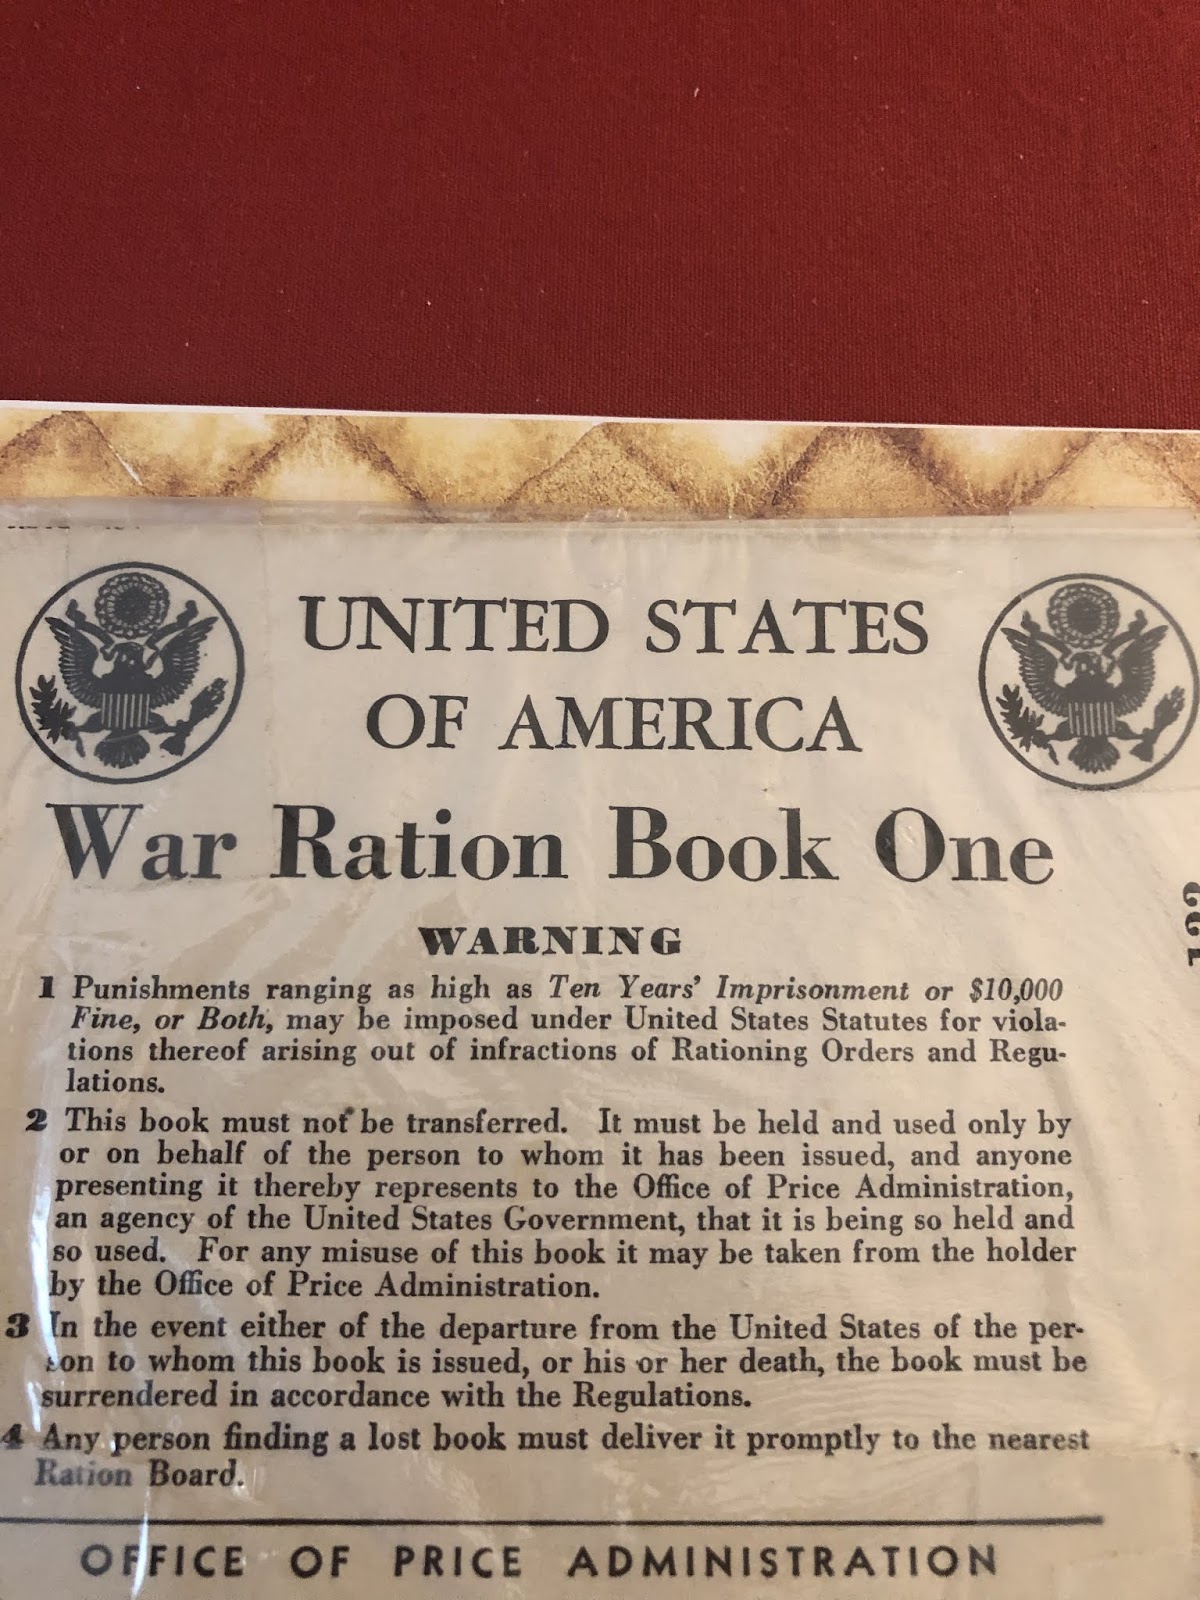 UNITED STATES
OF AMERICA
War Ration Book One
WARNING
1 Punishments ranging as high as Ten Years' Imprisonment or $10,000
Fine, or Both, may be imposed under United States Statutes for viola-
tions thereof arising out of infractions of Rationing Orders and Regu-
lations.
2 This book must not be transferred. It must be held and used only by
or on behalf of the person to whom it has been issued, and anyone
presenting it thereby represents to the Office of Price Administration,
an agency of the United States Government, that it is being so held and
so used. For any misuse of this book it may be taken from the holder
by the Office of Price Administration.
3 In the event either of the departure from the United States of the per-
son to whom this book is issued, or his or her death, the book must be
surrendered in accordance with the Regulations.
4 Any person finding a lost book must deliver it promptly to the nearest
Ration Board.
OFFICE OF PRICE ADMINISTRATION